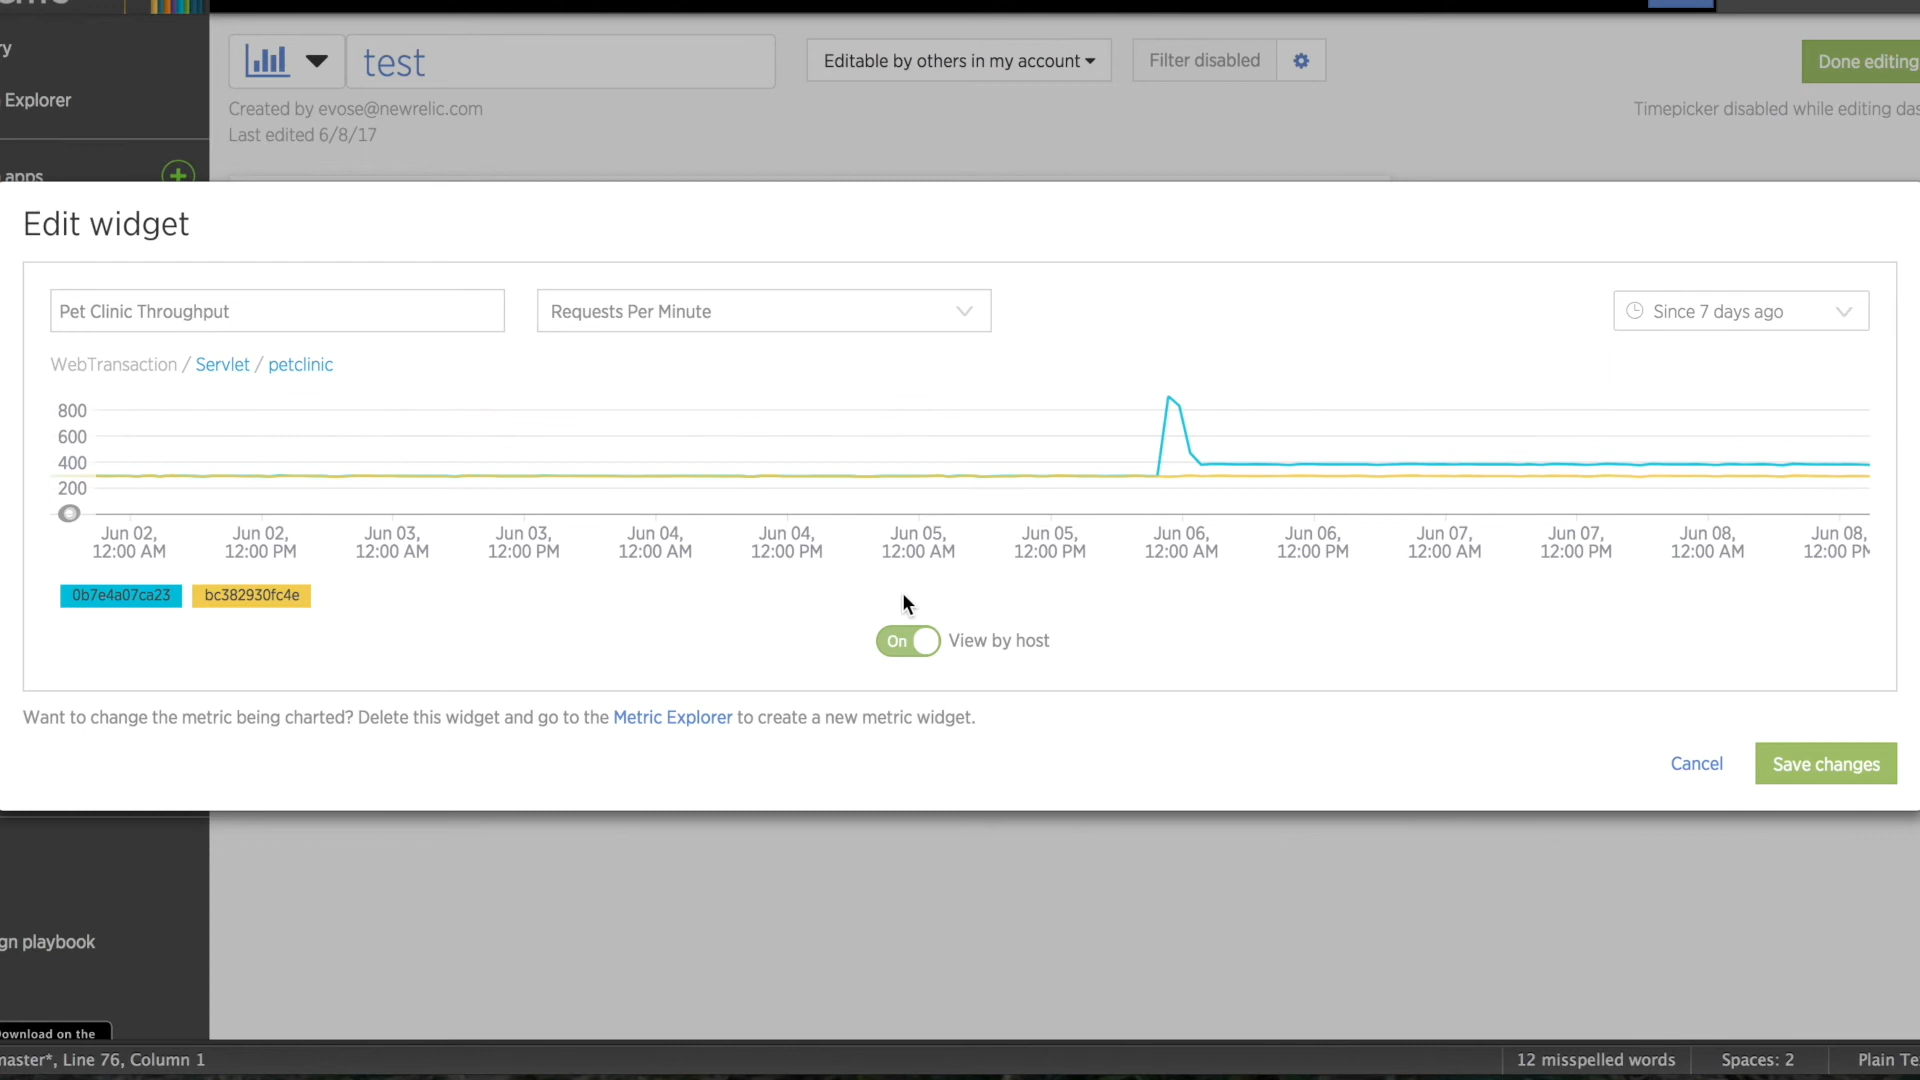 test
Editable by others in my account
Filter disabled
Done editing
ry
Explorer
Created by evose@newrelic.com
Timepicker disabled while editing das
Last edited 6/8/17
apps
Edit widget
Pet Clinic Throughput
Requests Per Minute
Since 7 days ago
WebTransaction / Servlet / petclinic
800
600
400
200
Jun 02, 12:00 AM
Jun 02, 12:00 PM
Jun 03, 12:00 AM
Jun 03, 12:00 PM
Jun 04, 12:00 AM
Jun 04, 12:00 PM
Jun 05, 12:00 AM
Jun 05, 12:00 PM
Jun 06, 12:00 AM
Jun 06, 12:00 PM
Jun 07, 12:00 AM
Jun 07, 12:00 PM
Jun 08, 12:00 AM
Jun 08, 12:00 PM
0b7e4a07ca23
bc382930fc4e
On View by host
Want to change the metric being charted? Delete this widget and go to the Metric Explorer to create a new metric widget.
Cancel
Save changes
gn playbook
ownload on the
master*, Line 76, Column 1
12 misspelled words
Spaces: 2
Plain Te